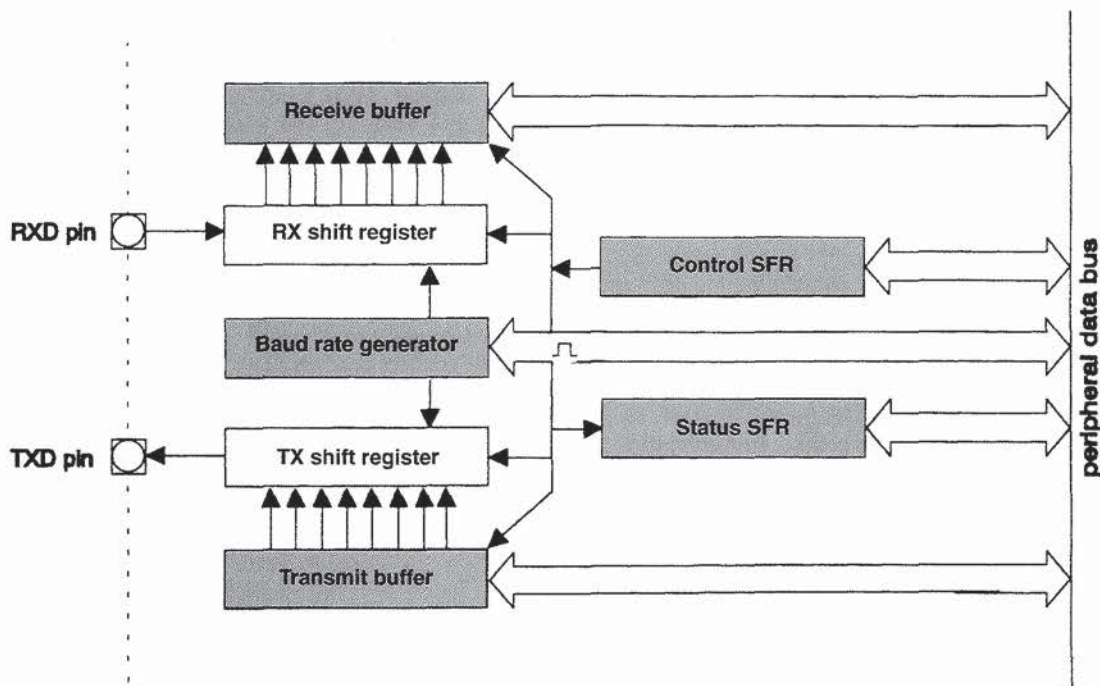 Receive buffer
RXD pin
RX shift register
Control SFR
Baud rate generator
TXD pin
TX shift register
Status SFR
Transmit buffer
peripheral data bus